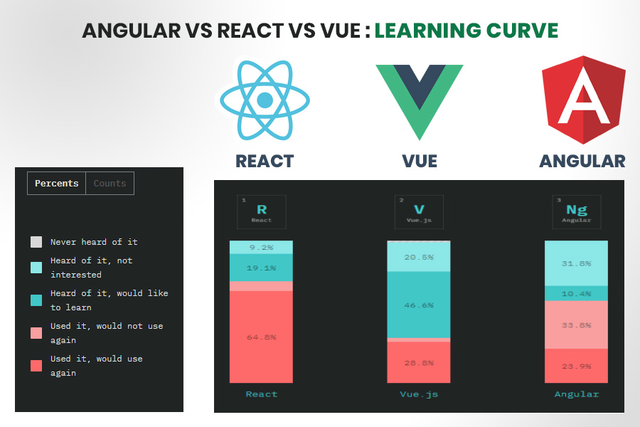 ANGULAR VS REACT VS VUE : LEARNING CURVE
REACT
VUE
ANGULAR
Percents
Counts
Never heard of it
Heard of it, not
interested
Heard of it, would like
to learn
Used it, would not use
again
Used it, would use
again
1
R
React
2
V
Vue.js
3
Ng
Angular
9.2%
19.1%
64.8%
React
20.5%
46.6%
28.8%
Vue.js
31.8%
10.4%
33.8%
23.9%
Angular